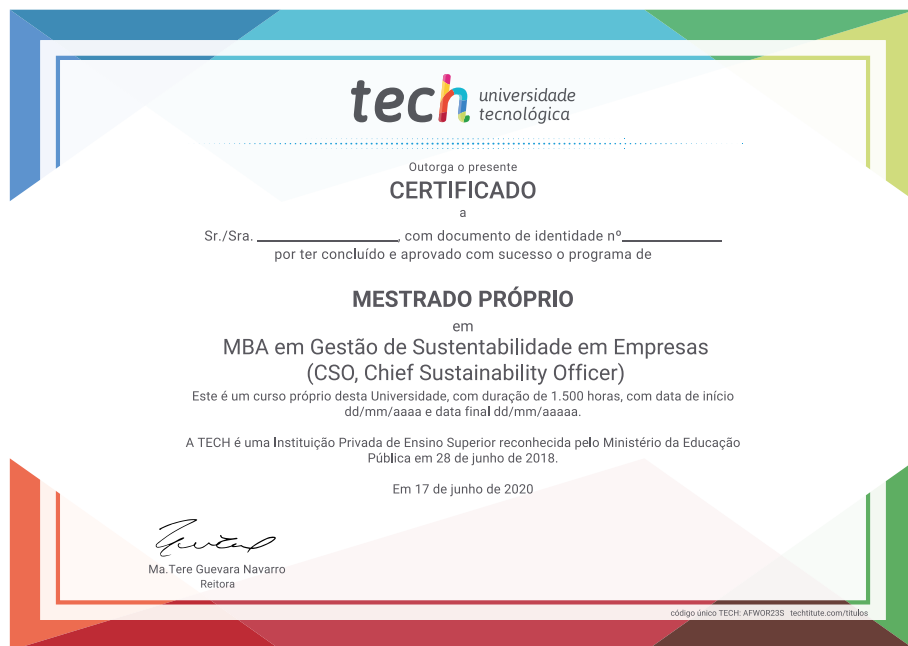 tech universidade
tecnológica
Outorga o presente
CERTIFICADO
a
Sr./Sra. ________________, com documento de identidade nº____________
por ter concluído e aprovado com sucesso o programa de
MESTRADO PRÓPRIO
em
MBA em Gestão de Sustentabilidade em Empresas
(CSO, Chief Sustainability Officer)
Este é um curso próprio desta Universidade, com duração de 1.500 horas, com data de início
dd/mm/aaaa e data final dd/mm/aaaaa.
A TECH é uma Instituição Privada de Ensino Superior reconhecida pelo Ministério da Educação
Pública em 28 de junho de 2018.
Em 17 de junho de 2020
Ma.Tere Guevara Navarro
Reitora
código único TECH: AFWOR23S techtitute.com/titulos